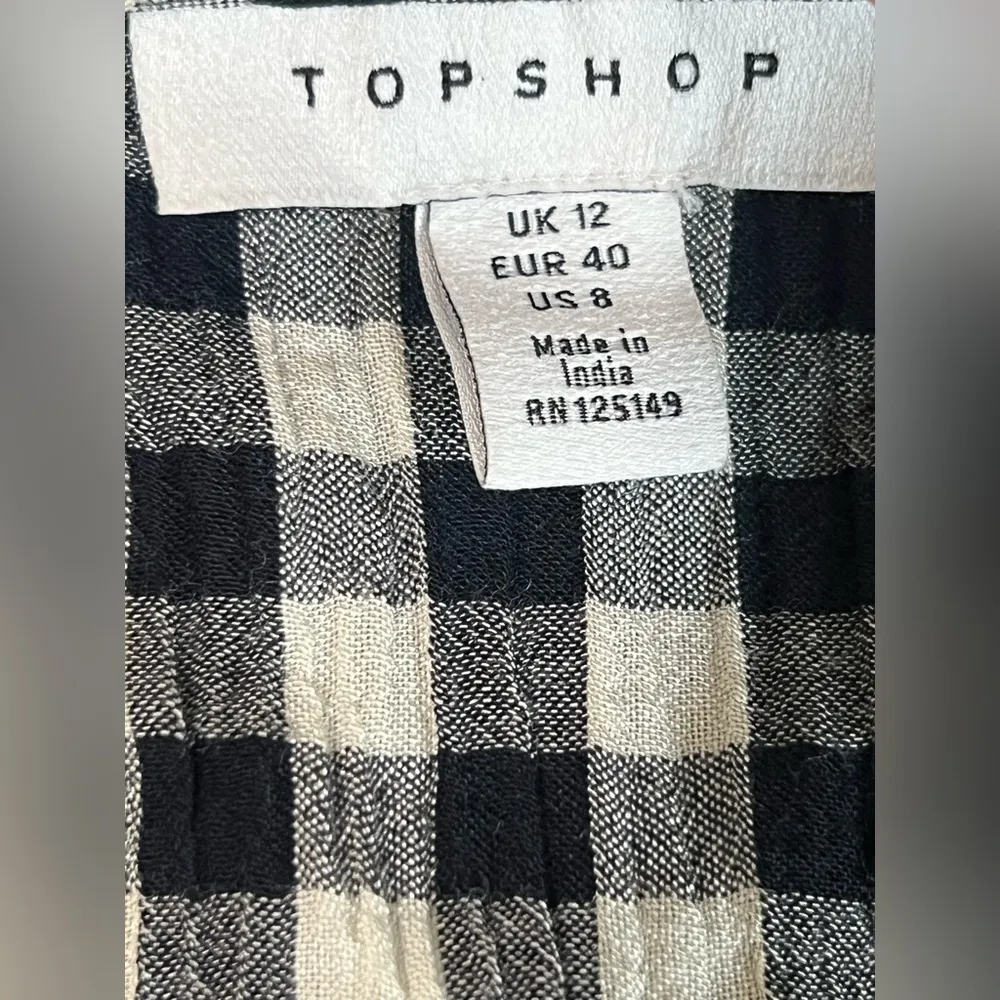 TOPSHOP
UK 12
EUR 40
US 8
Made in
India
RN 125149